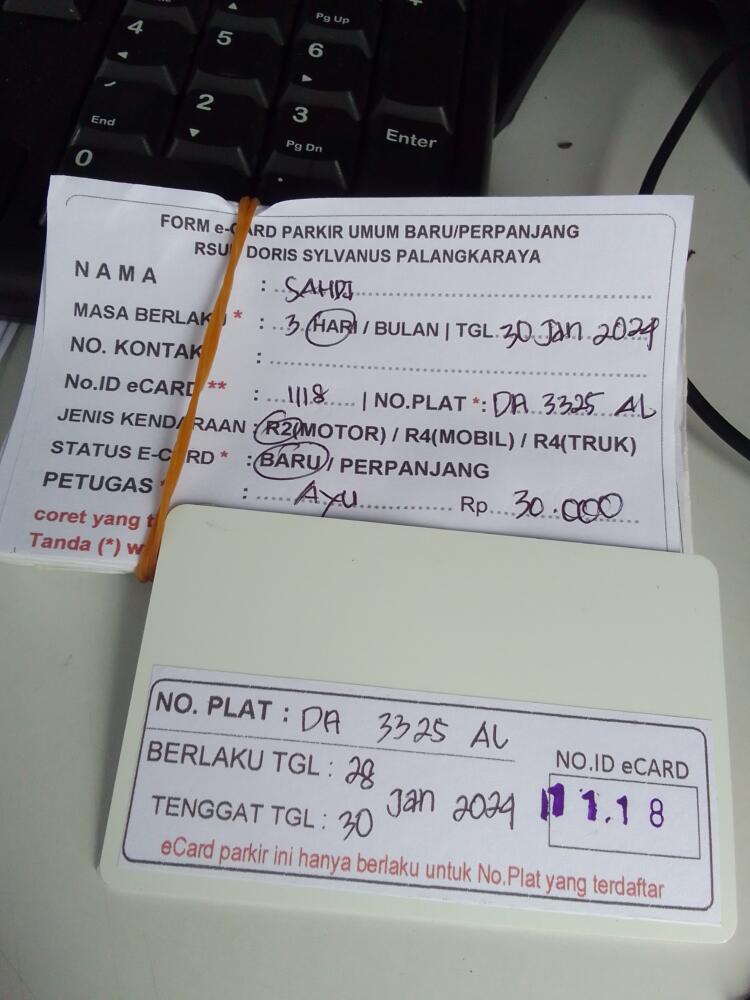 Pg Up
4
5
6
End
2
3
Pg Dn
Enter
0
FORM e-CARD PARKIR UMUM BARU/PERPANJANG
RSU DORIS SYLVANUS PALANGKARAYA
NAMA : SAHDI
MASA BERLAK * : 3 HARI / BULAN | TGL 30 Jan 2024
NO. KONTAK :
No.ID eCARD ** : 1118 | NO.PLAT *: DA 3325 AL
JENIS KENDARAAN : R2(MOTOR) / R4(MOBIL) / R4(TRUK)
STATUS E-CARD * : BARU / PERPANJANG
PETUGAS * : AYU Rp 30.000
coret yang
Tanda (*) w
NO. PLAT : DA 3325 AL
BERLAKU TGL : 28
TENGGAT TGL : 30 Jan 2024
NO.ID eCARD
11.18
eCard parkir ini hanya berlaku untuk No.Plat yang terdaftar